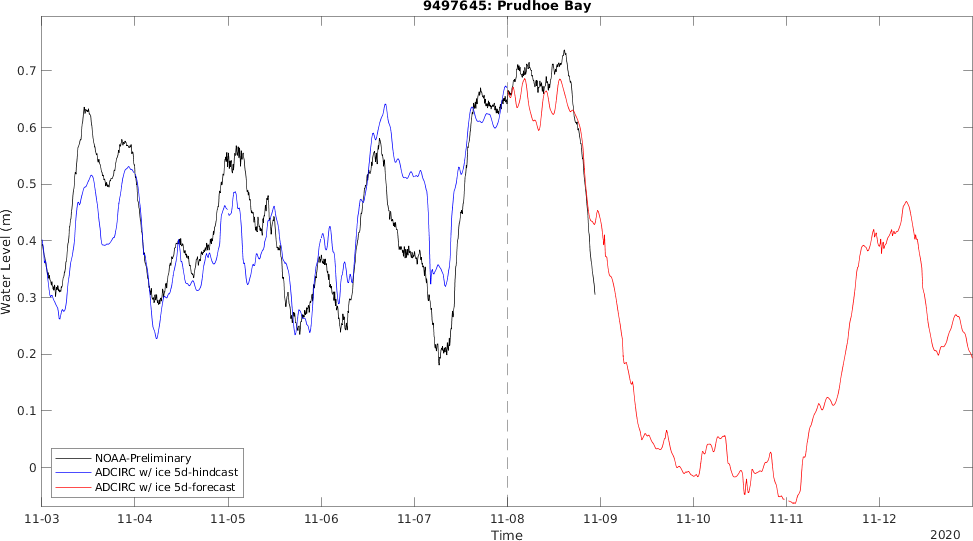 9497645: Prudhoe Bay
Water Level (m)
0.7
0.6
0.5
0.4
0.3
0.2
0.1
0
NOAA-Preliminary
ADCIRC w/ ice 5d-hindcast
ADCIRC w/ ice 5d-forecast
11-03 11-04 11-05 11-06 11-07 11-08 11-09 11-10 11-11 11-12
Time
2020